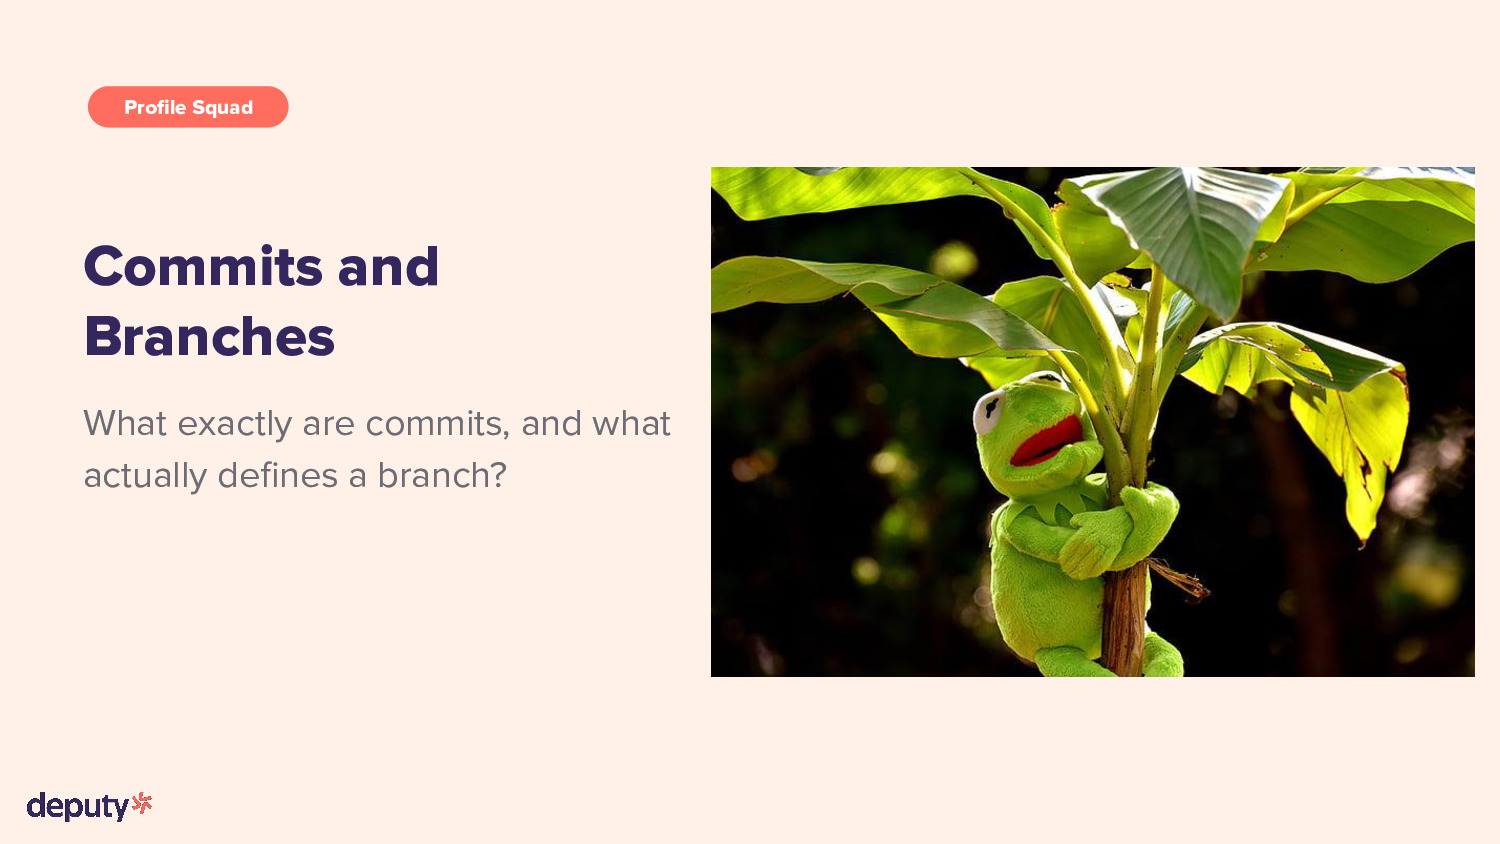 Profile Squad
Commits and
Branches
What exactly are commits, and what
actually defines a branch?
deputy